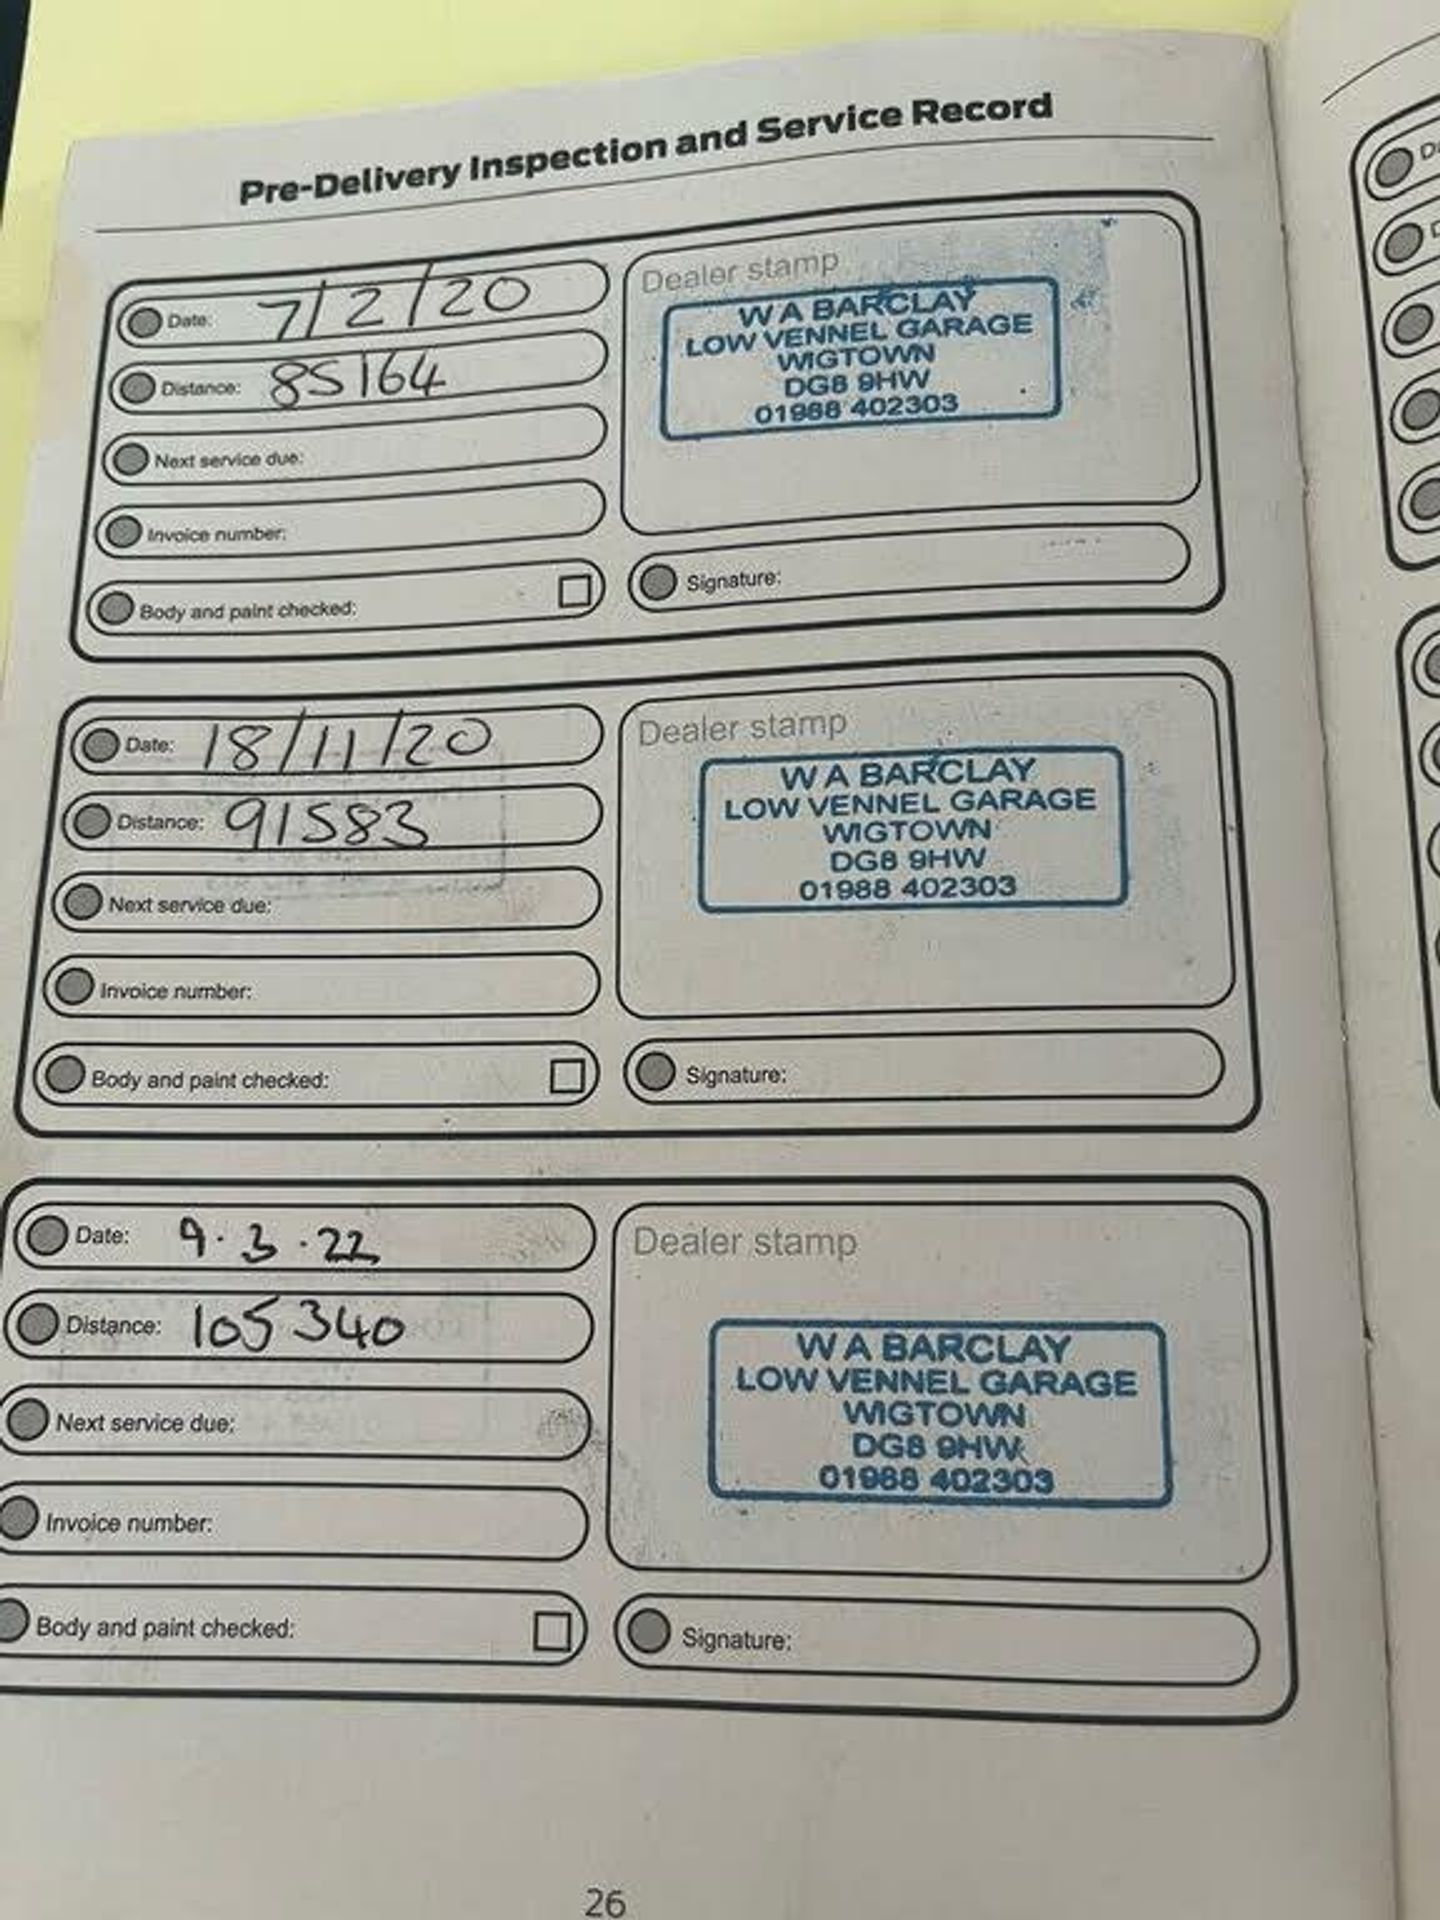 Pre-Delivery Inspection and Service Record
Date: 7/2/20
Distance: 85164
Next service due:
Invoice number:
Body and paint checked:
Dealer stamp
W A BARCLAY
LOW VENNEL GARAGE
WIGTOWN
DG8 9HW
01988 402303
Signature:
Date: 18/11/20
Distance: 91583
Next service due:
Invoice number:
Body and paint checked:
Dealer stamp
W A BARCLAY
LOW VENNEL GARAGE
WIGTOWN
DG8 9HW
01988 402303
Signature:
Date: 9.3.22
Distance: 105340
Next service due:
Invoice number:
Body and paint checked:
Dealer stamp
W A BARCLAY
LOW VENNEL GARAGE
WIGTOWN
DG8 9HW
01988 402303
Signature:
26